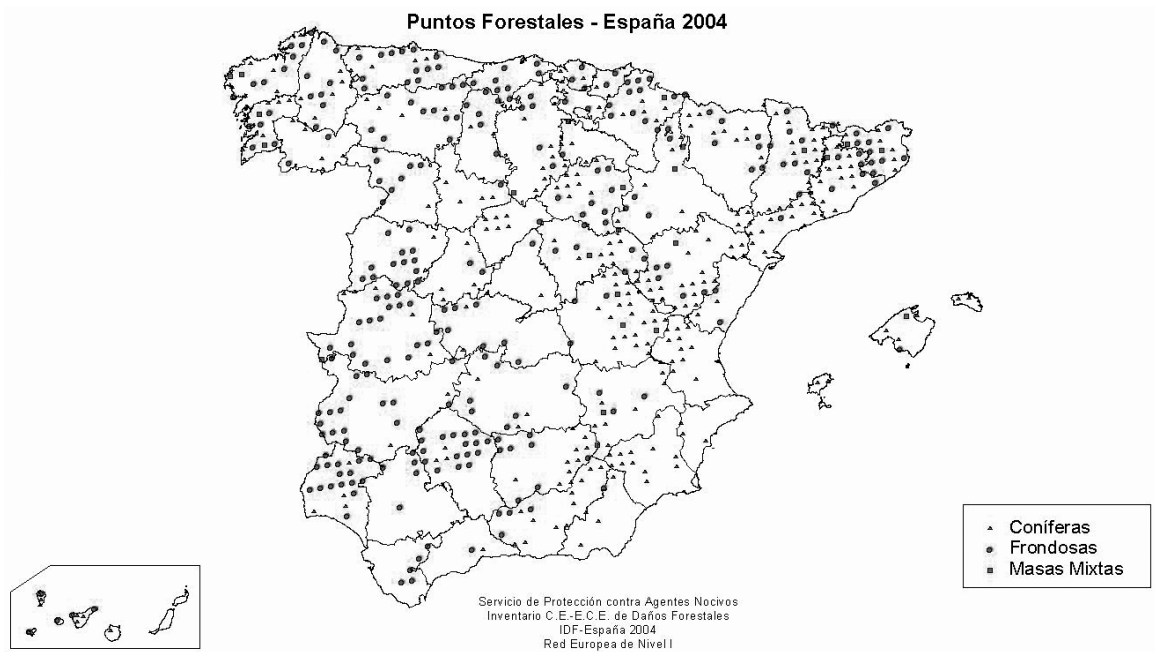 Puntos Forestales - España 2004
Coníferas
Frondosas
Masas Mixtas
Servicio de Protección contra Agentes Nocivos
Inventario C.E.-E.C.E. de Daños Forestales
IDF-España 2004
Red Europea de Nivel I